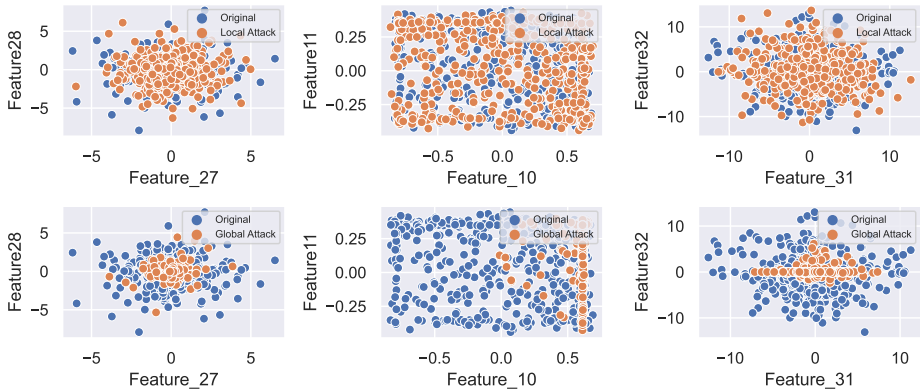 Original
Local Attack
5
0
−5
Feature28
−5
0
5
Feature_27
Original
Local Attack
0.25
0.00
−0.25
Feature11
−0.5
0.0
0.5
Feature_10
Original
Local Attack
10
0
−10
Feature32
−10
0
10
Feature_31
Original
Global Attack
5
0
−5
Feature28
−5
0
5
Feature_27
Original
Global Attack
0.25
0.00
−0.25
Feature11
−0.5
0.0
0.5
Feature_10
Original
Global Attack
10
0
−10
Feature32
−10
0
10
Feature_31